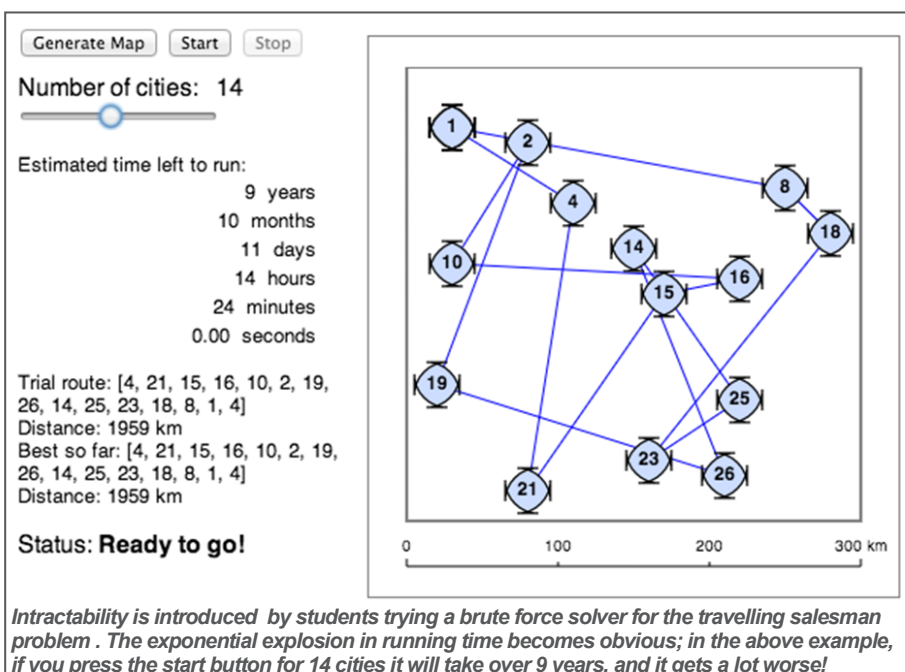 Generate Map Start Stop
Number of cities: 14
Estimated time left to run:
9 years
10 months
11 days
14 hours
24 minutes
0.00 seconds
Trial route: [4, 21, 15, 16, 10, 2, 19,
26, 14, 25, 23, 18, 8, 1, 4]
Distance: 1959 km
Best so far: [4, 21, 15, 16, 10, 2, 19,
26, 14, 25, 23, 18, 8, 1, 4]
Distance: 1959 km
Status: Ready to go!
1
2
8
4
18
14
10
16
15
19
25
23
26
21
0 100 200 300 km
Intractability is introduced by students trying a brute force solver for the travelling salesman
problem . The exponential explosion in running time becomes obvious; in the above example,
if you press the start button for 14 cities it will take over 9 years, and it gets a lot worse!